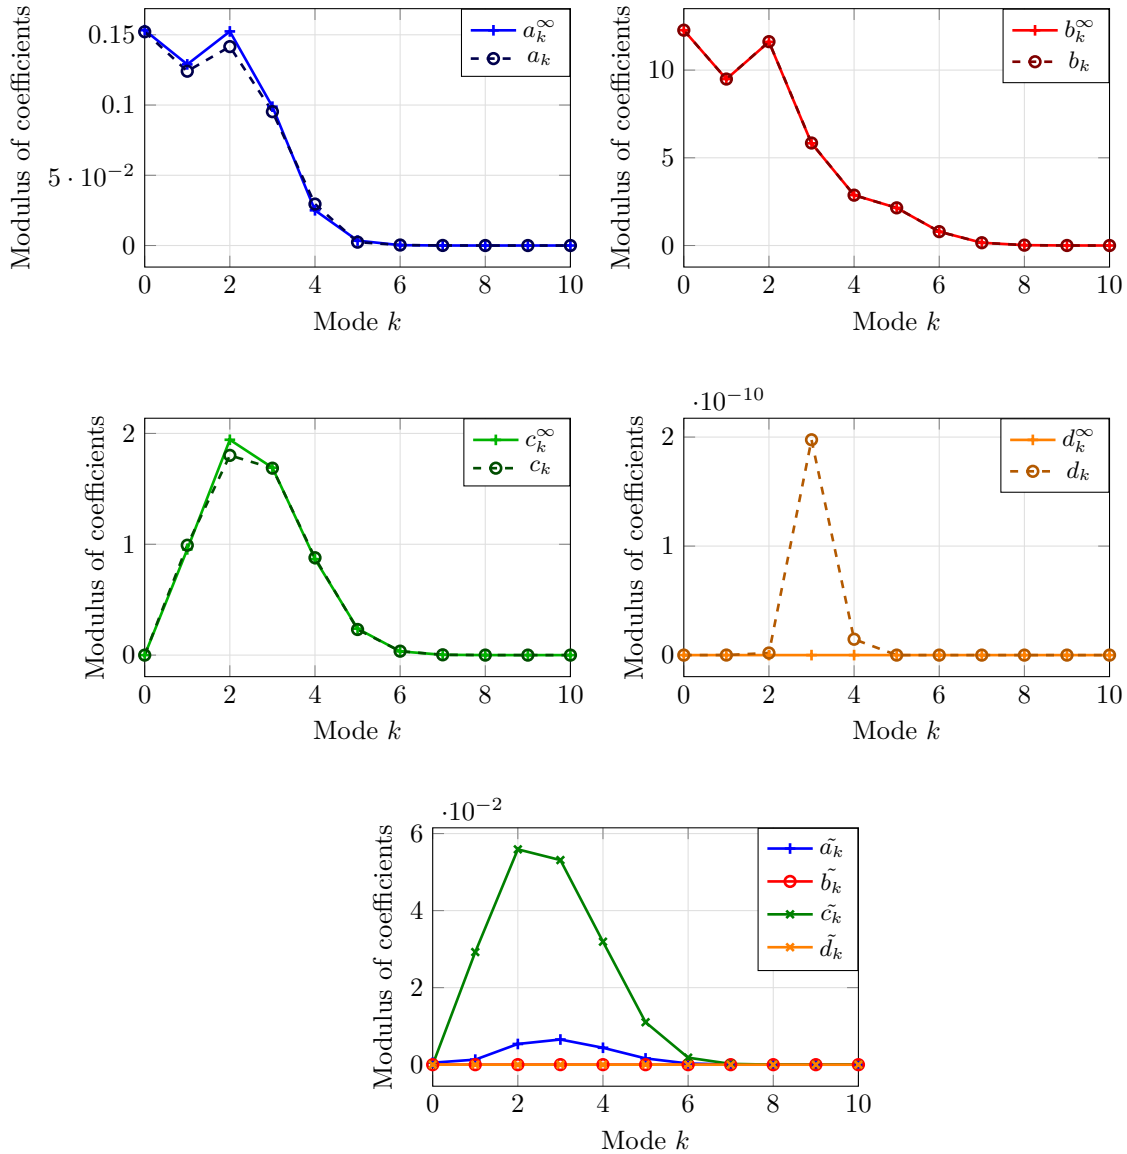 Modulus of coefficients
0.15
0.1
5 · 10⁻²
0
0 2 4 6 8 10
Mode k
a_k^∞
a_k
Modulus of coefficients
10
5
0
0 2 4 6 8 10
Mode k
b_k^∞
b_k
Modulus of coefficients
2
1
0
0 2 4 6 8 10
Mode k
c_k^∞
c_k
·10⁻¹⁰
Modulus of coefficients
2
1
0
0 2 4 6 8 10
Mode k
d_k^∞
d_k
·10⁻²
Modulus of coefficients
6
4
2
0
0 2 4 6 8 10
Mode k
ã_k
b̃_k
c̃_k
d̃_k